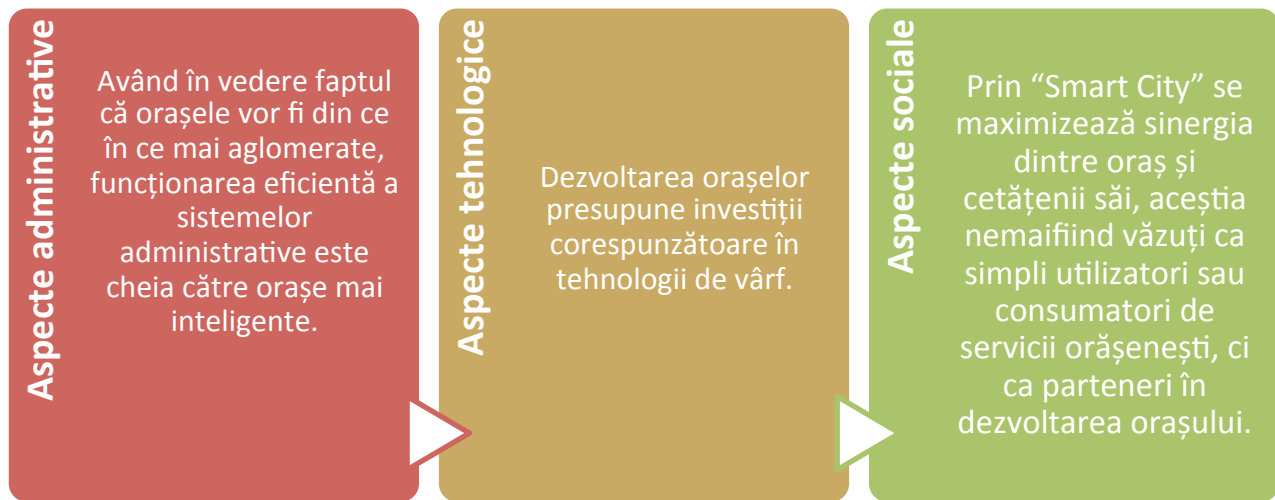 Aspecte administrative
Având în vedere faptul
că orașele vor fi din ce
în ce mai aglomerate,
funcționarea eficientă a
sistemelor
administrative este
cheia către orașe mai
inteligente.
Aspecte tehnologice
Dezvoltarea orașelor
presupune investiții
corespunzătoare în
tehnologii de vârf.
Aspecte sociale
Prin “Smart City” se
maximizează sinergia
dintre oraș și
cetățenii săi, aceștia
nemaifiind văzuți ca
simpli utilizatori sau
consumatori de
servicii orășenești, ci
ca parteneri în
dezvoltarea orașului.